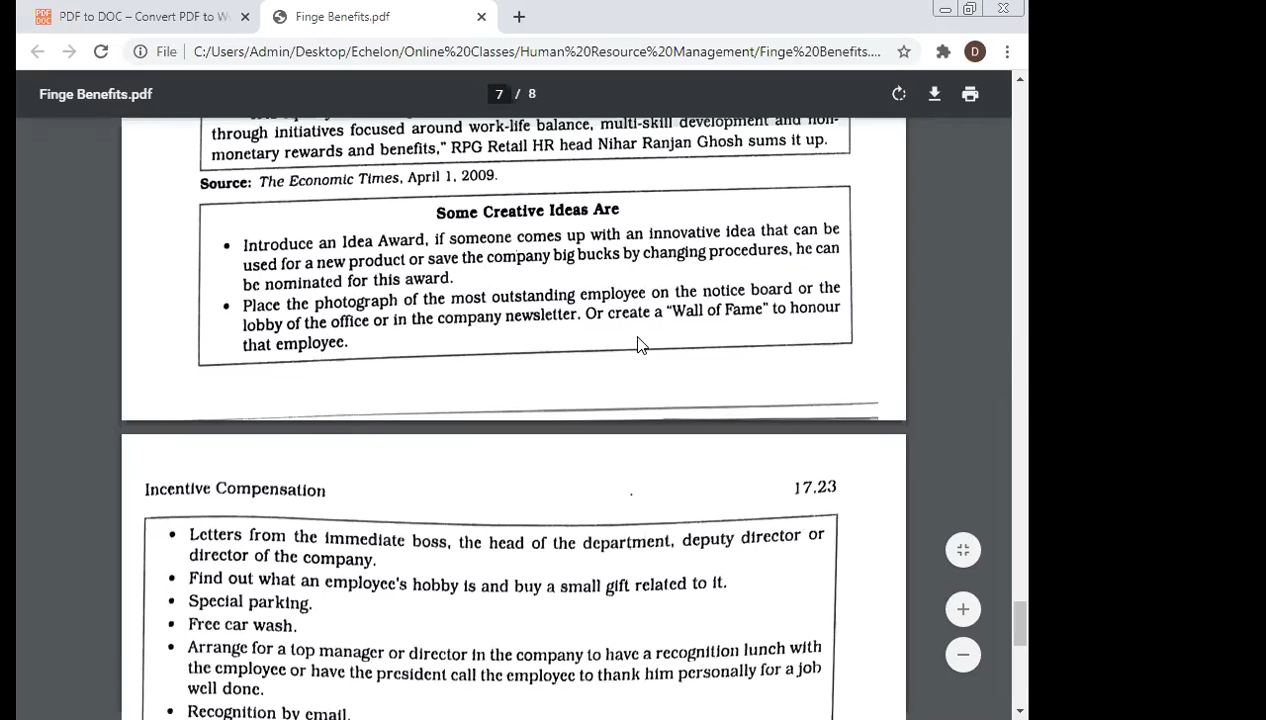 PDF to DOC – Convert PDF to W
Finge Benefits.pdf
File
C:/Users/Admin/Desktop/Echelon/Online%20Classes/Human%20Resource%20Management/Finge%20Benefits....
D
Finge Benefits.pdf
7 / 8
through initiatives focused around work-life balance, multi-skill development and non-
monetary rewards and benefits," RPG Retail HR head Nihar Ranjan Ghosh sums it up.
Source: The Economic Times, April 1, 2009.
Some Creative Ideas Are
• Introduce an Idea Award, if someone comes up with an innovative idea that can be
used for a new product or save the company big bucks by changing procedures, he can
be nominated for this award.
• Place the photograph of the most outstanding employee on the notice board or the
lobby of the office or in the company newsletter. Or create a "Wall of Fame" to honour
that employee.
Incentive Compensation 17.23
• Letters from the immediate boss, the head of the department, deputy director or
director of the company.
• Find out what an employee's hobby is and buy a small gift related to it.
• Special parking.
• Free car wash.
• Arrange for a top manager or director in the company to have a recognition lunch with
the employee or have the president call the employee to thank him personally for a job
well done.
• Recognition by email.